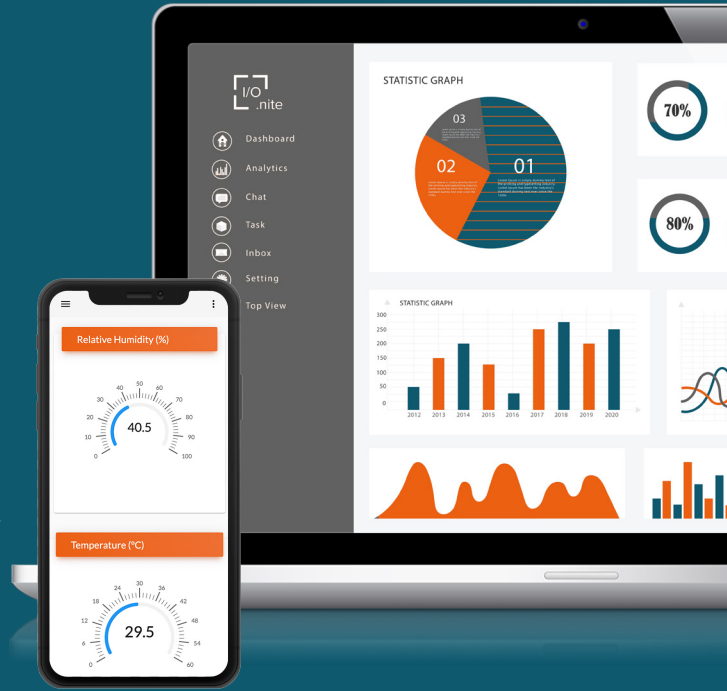 I/O
.nite
Dashboard
Analytics
Chat
Task
Inbox
Setting
Top View
STATISTIC GRAPH
03
02
01
70%
80%
STATISTIC GRAPH
300
250
200
150
100
50
0
2012 2013 2014 2015 2016 2017 2018 2019 2020
Relative Humidity (%)
0 10 20 30 40 50 60 70 80 90 100
40.5
Temperature (°C)
0 6 12 18 24 30 36 42 48 54 60
29.5